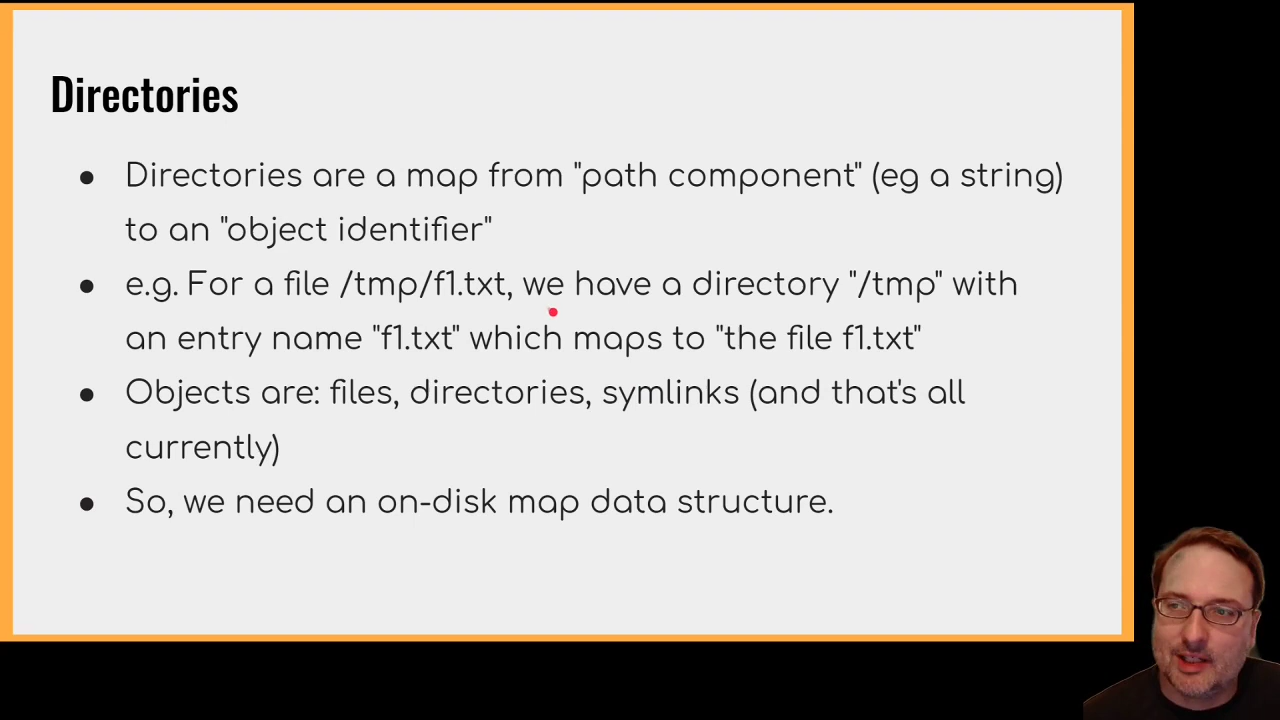 Directories
● Directories are a map from "path component" (eg a string)
to an "object identifier"
● e.g. For a file /tmp/f1.txt, we have a directory "/tmp" with
an entry name "f1.txt" which maps to "the file f1.txt"
● Objects are: files, directories, symlinks (and that's all
currently)
● So, we need an on-disk map data structure.